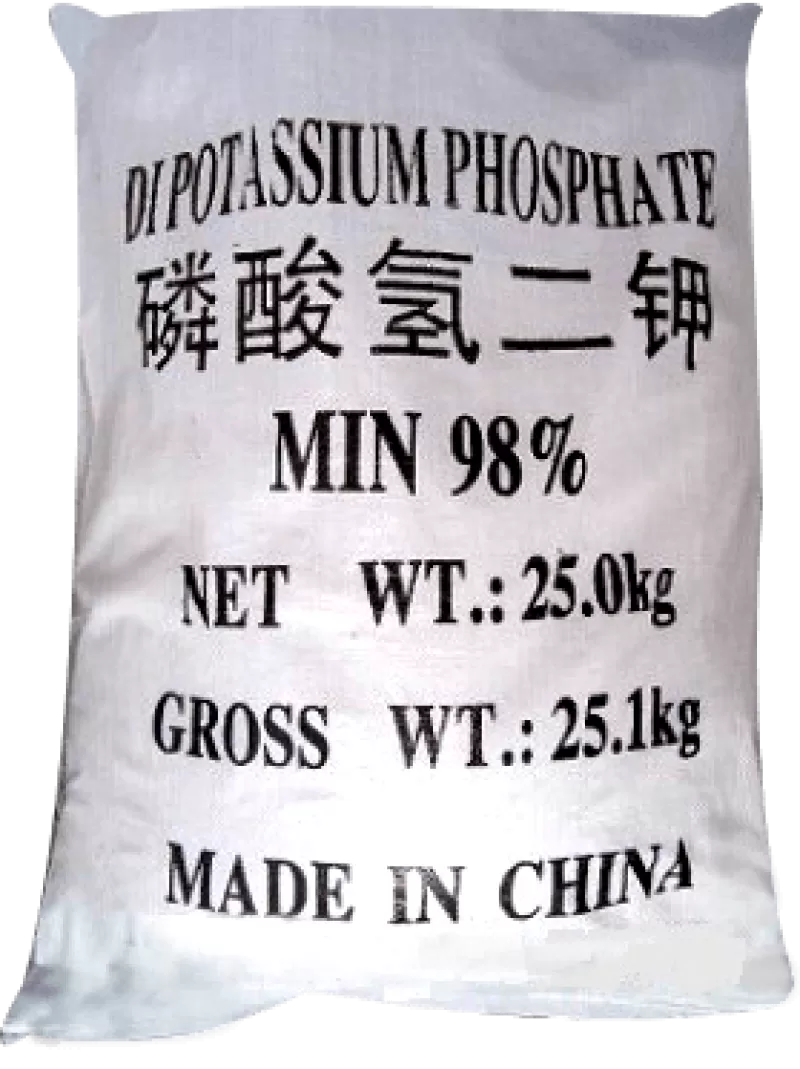 DI POTASSIUM PHOSPHATE
磷酸氢二钾
MIN 98%
NET WT.: 25.0kg
GROSS WT.: 25.1kg
MADE IN CHINA